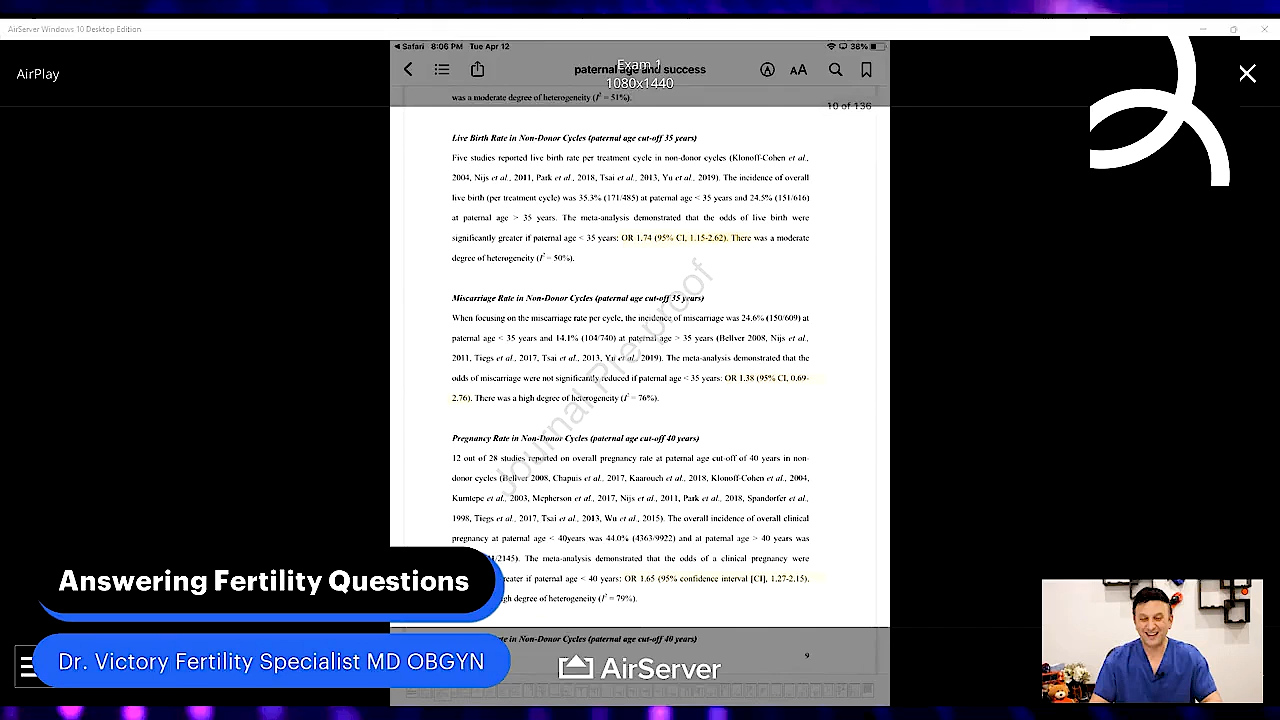 AirServer Windows 10 Desktop Edition
Safari 8:06 PM Tue Apr 12
38%
AirPlay
Exam 1
paternal age and success
1080x1440
AA
was a moderate degree of heterogeneity (I² = 51%).
10 of 136
Live Birth Rate in Non-Donor Cycles (paternal age cut-off 35 years)
Five studies reported live birth rate per treatment cycle in non-donor cycles (Klonoff-Cohen et al.,
2004, Nijs et al., 2011, Park et al., 2018, Tsai et al., 2013, Yu et al., 2019). The incidence of overall
live birth (per treatment cycle) was 35.3% (171/485) at paternal age < 35 years and 24.5% (151/616)
at paternal age > 35 years. The meta-analysis demonstrated that the odds of live birth were
significantly greater if paternal age < 35 years: OR 1.74 (95% CI, 1.15-2.62). There was a moderate
degree of heterogeneity (I² = 50%).
Miscarriage Rate in Non-Donor Cycles (paternal age cut-off 35 years)
When focusing on the miscarriage rate per cycle, the incidence of miscarriage was 24.6% (150/609) at
paternal age < 35 years and 14.1% (104/740) at paternal age > 35 years (Bellver 2008, Nijs et al.,
2011, Tiegs et al., 2017, Tsai et al., 2013, Yu et al., 2019). The meta-analysis demonstrated that the
odds of miscarriage were not significantly reduced if paternal age < 35 years: OR 1.38 (95% CI, 0.69-
2.76). There was a high degree of heterogeneity (I² = 76%).
Journal Pre-proof
Pregnancy Rate in Non-Donor Cycles (paternal age cut-off 40 years)
12 out of 28 studies reported on overall pregnancy rate at paternal age cut-off of 40 years in non-
donor cycles (Bellver 2008, Chapuis et al., 2017, Kaarouch et al., 2018, Klonoff-Cohen et al., 2004,
Kumtepe et al., 2003, Mcpherson et al., 2017, Nijs et al., 2011, Park et al., 2018, Spandorfer et al.,
1998, Tiegs et al., 2017, Tsai et al., 2013, Wu et al., 2015). The overall incidence of overall clinical
pregnancy at paternal age < 40years was 44.0% (4363/9922) and at paternal age > 40 years was
/2145). The meta-analysis demonstrated that the odds of a clinical pregnancy were
greater if paternal age < 40 years: OR 1.65 (95% confidence interval [CI], 1.27-2.15).
degree of heterogeneity (I² = 79%).
Rate in Non-Donor Cycles (paternal age cut-off 40 years)
9
Answering Fertility Questions
Dr. Victory Fertility Specialist MD OBGYN
AirServer